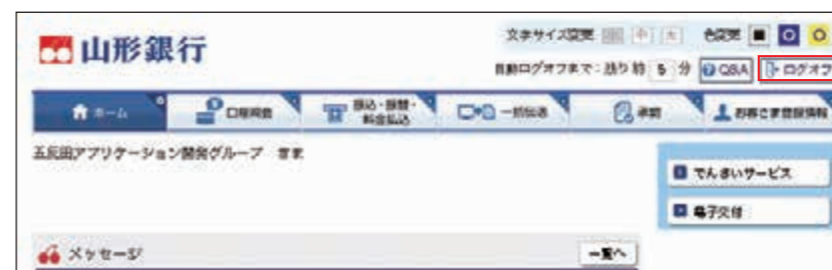 山形銀行
文字サイズ変更 小 中 大 色変更
自動ログオフまで:残り約 5 分 Q&A ログオフ
ホーム 口座照会 振込・振替・料金払込 一括伝送 承認 お客さま登録情報
五反田アプリケーション開発グループ さま
でんさいサービス
電子交付
メッセージ 一覧へ